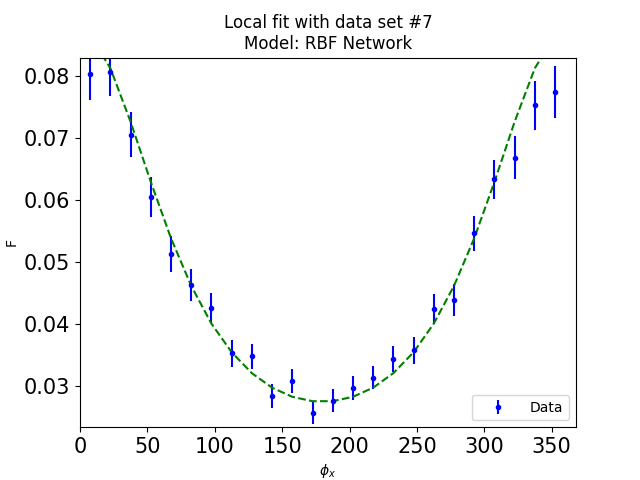 Local fit with data set #7
Model: RBF Network
0.08
0.07
0.06
0.05
0.04
0.03
F
0 50 100 150 200 250 300 350
ϕx
Data